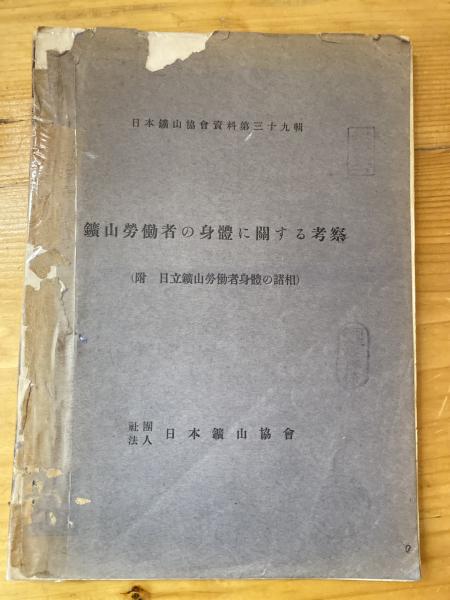 日本鑛山協會資料第三十九輯
鑛山勞働者の身體に關する考察
(附　日立鑛山勞働者身體の諸相)
社團
法人 日本鑛山協會